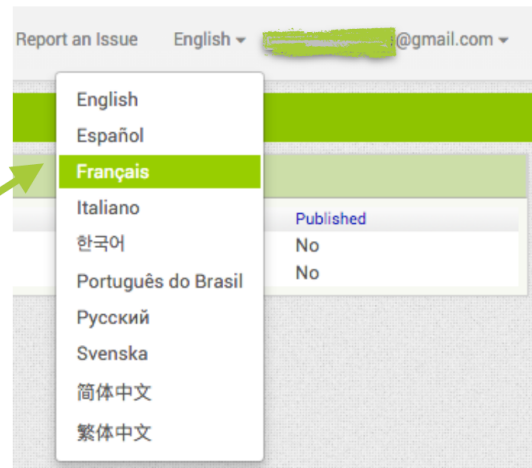 Report an Issue English @gmail.com
English
Español
Français
Italiano
Published
한국어
No
Português do Brasil
No
Русский
Svenska
简体中文
繁体中文